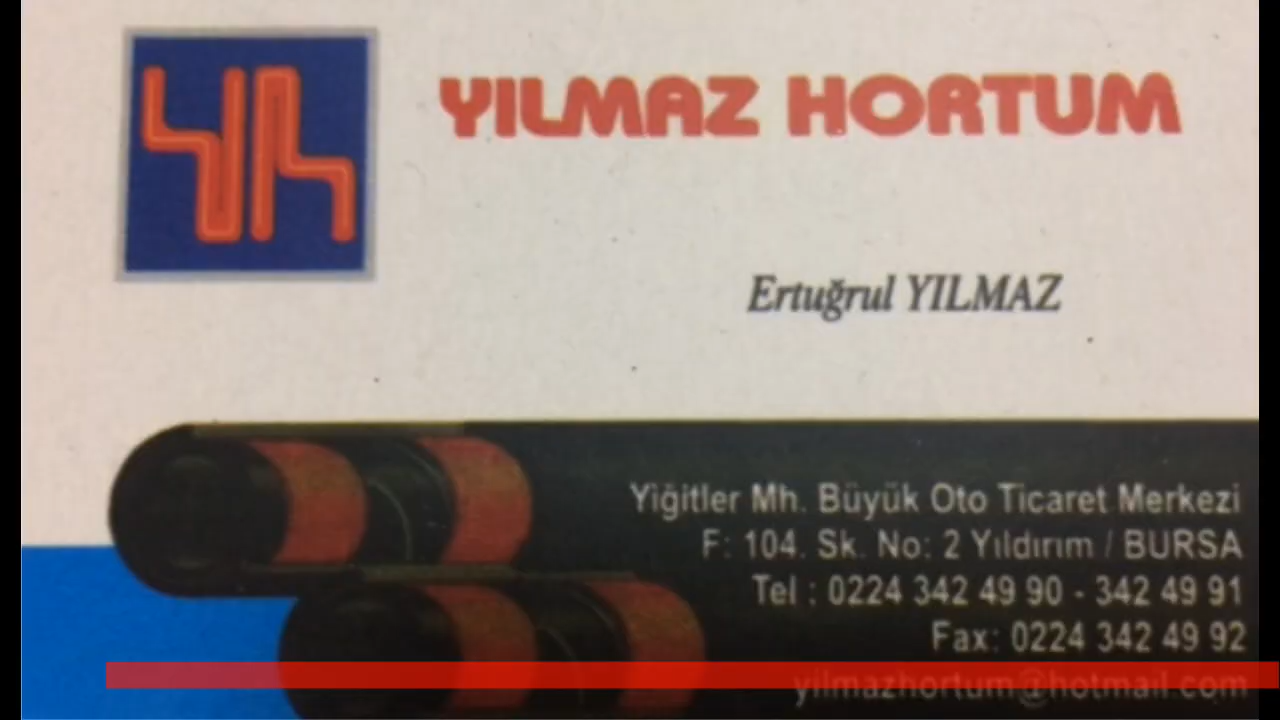 yh
YILMAZ HORTUM
Ertuğrul YILMAZ
Yiğitler Mh. Büyük Oto Ticaret Merkezi
F: 104. Sk. No: 2 Yıldırım / BURSA
Tel : 0224 342 49 90 - 342 49 91
Fax: 0224 342 49 92
yilmazhortum@hotmail.com